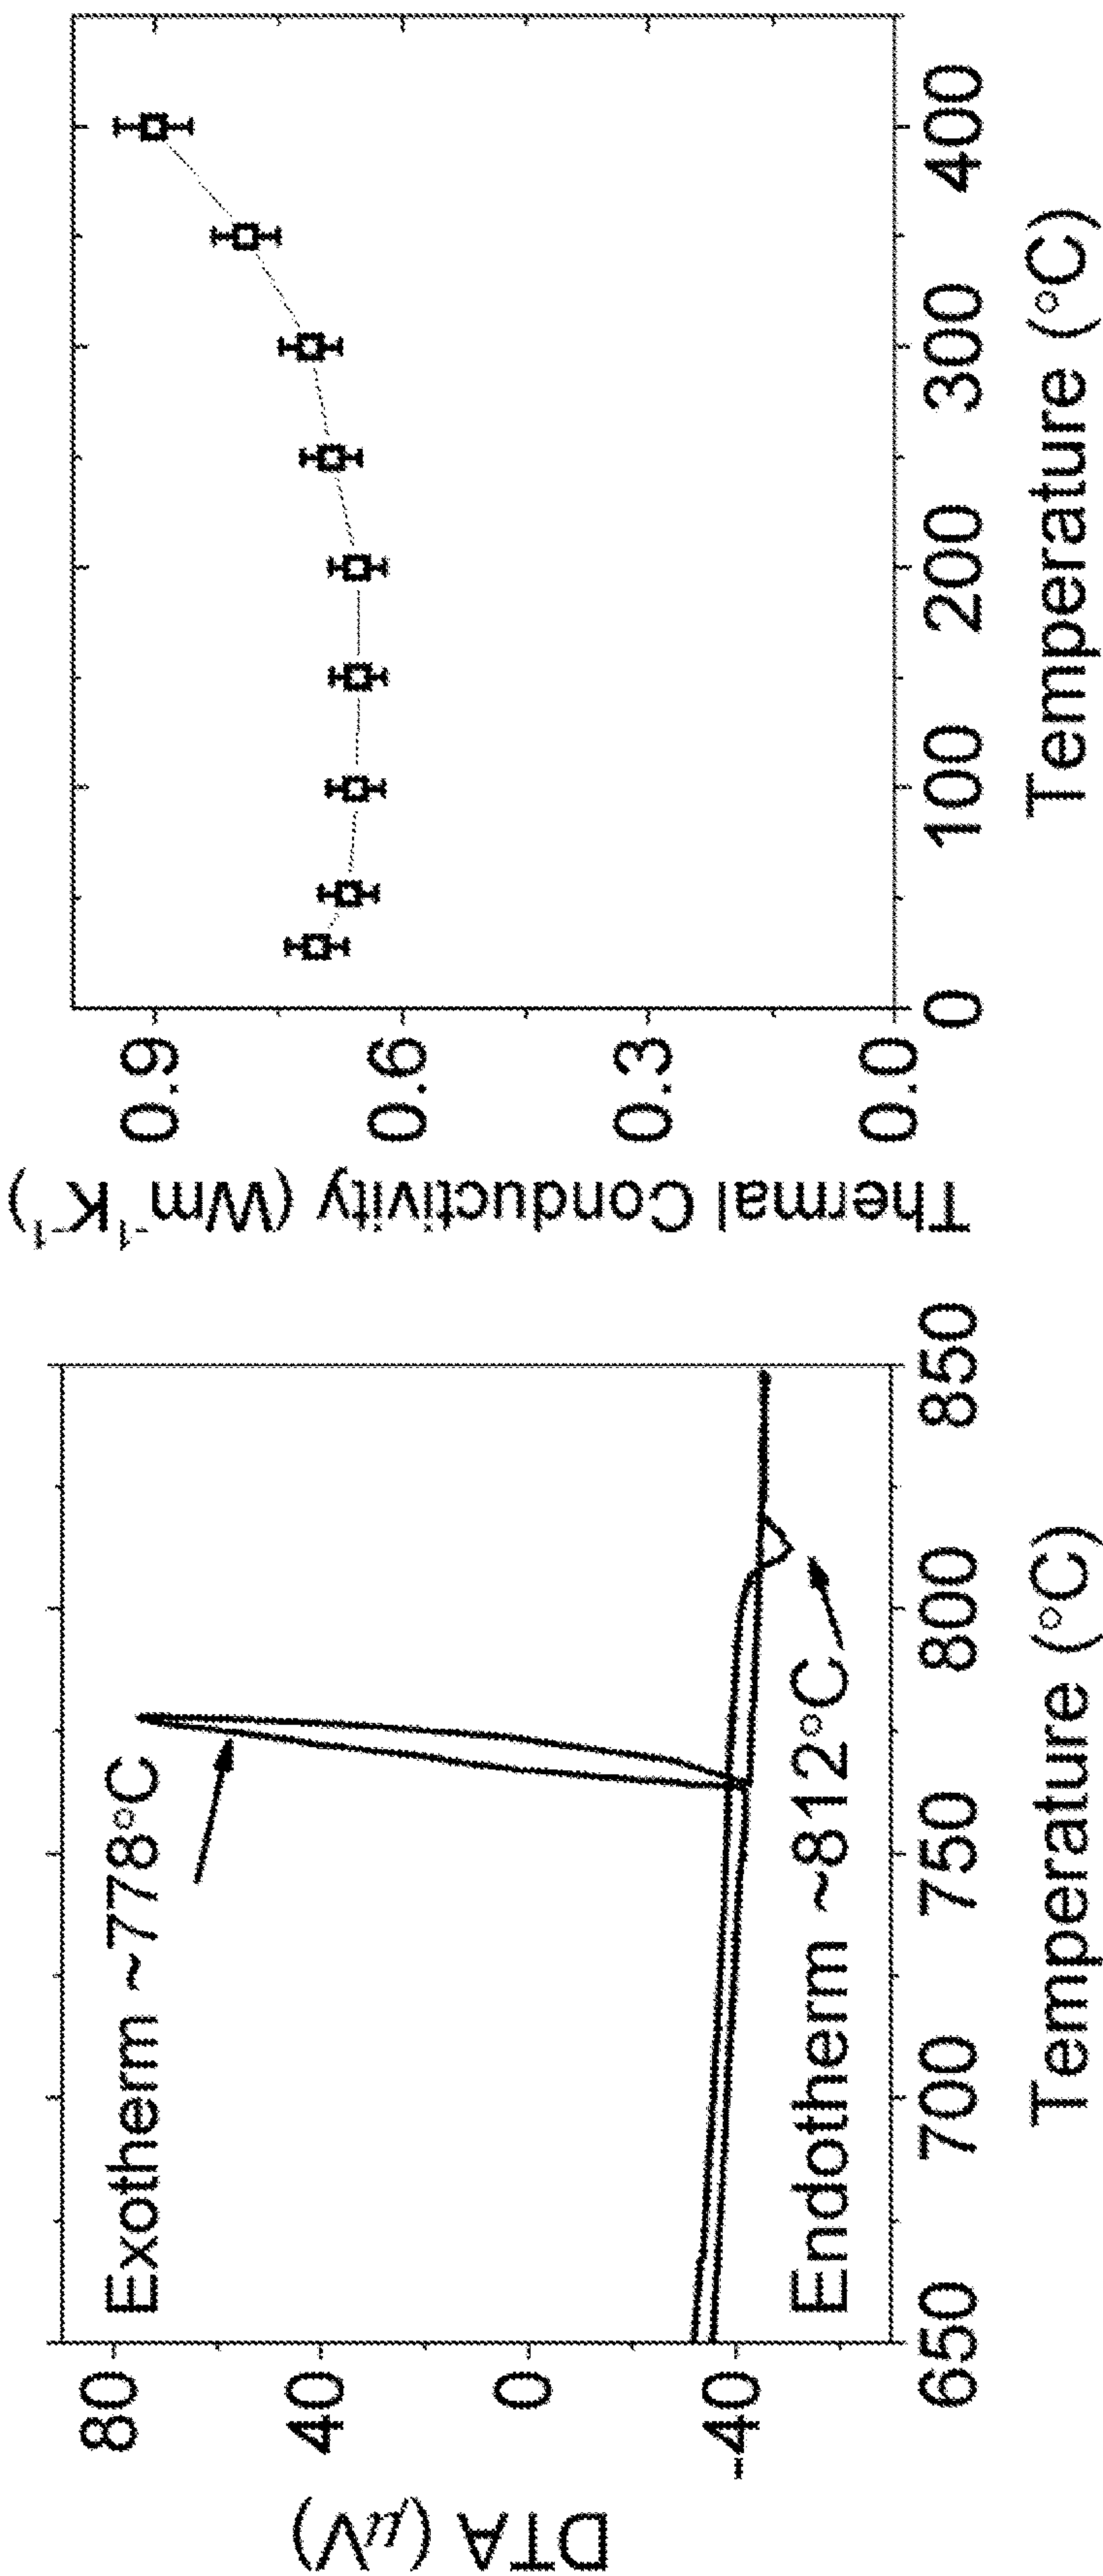 80
40
0
-40
DTA (μV)
Exotherm ~778°C
Endotherm ~812°C
650 700 750 800 850
Temperature (°C)
0.9
0.6
0.3
0.0
Thermal Conductivity (Wm⁻¹K⁻¹)
0 100 200 300 400
Temperature (°C)